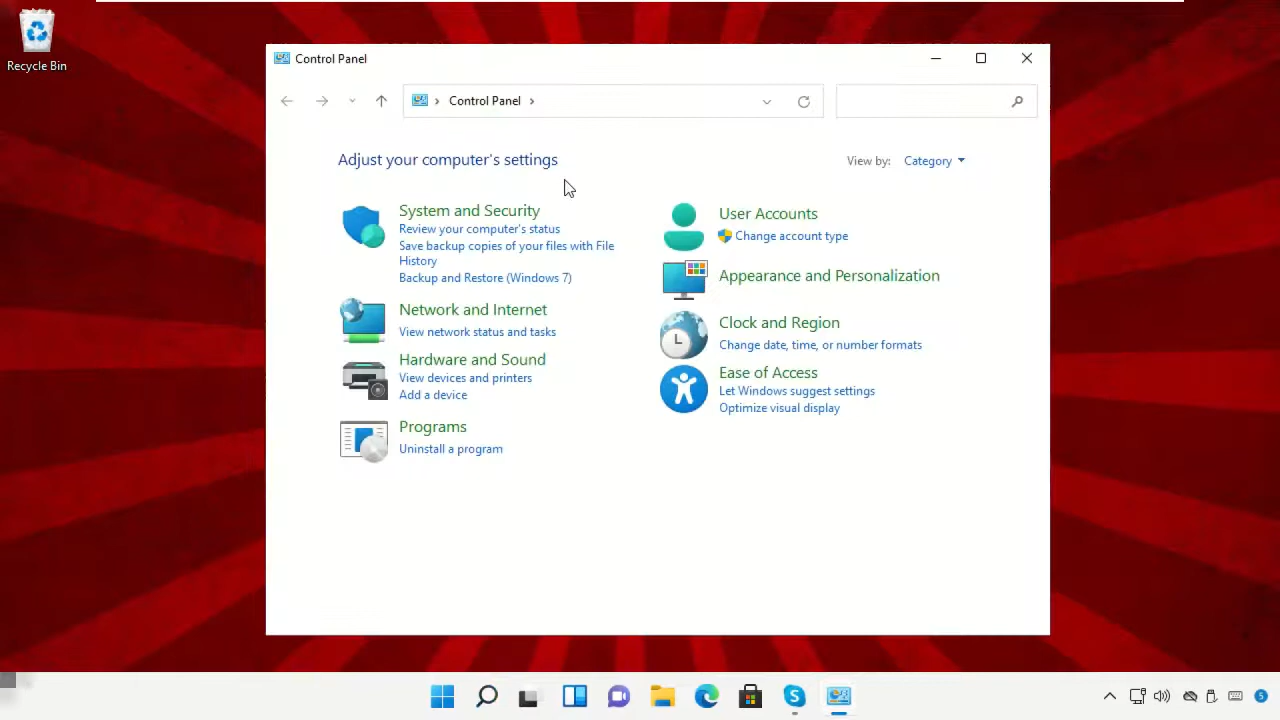 Recycle Bin
Control Panel
Control Panel
Adjust your computer's settings
View by: Category
System and Security
Review your computer's status
Save backup copies of your files with File
History
Backup and Restore (Windows 7)
Network and Internet
View network status and tasks
Hardware and Sound
View devices and printers
Add a device
Programs
Uninstall a program
User Accounts
Change account type
Appearance and Personalization
Clock and Region
Change date, time, or number formats
Ease of Access
Let Windows suggest settings
Optimize visual display
5